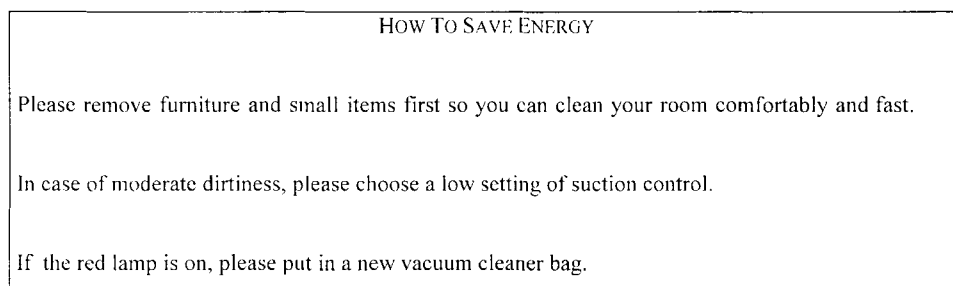 HOW TO SAVE ENERGY
Please remove furniture and small items first so you can clean your room comfortably and fast.
In case of moderate dirtiness, please choose a low setting of suction control.
If the red lamp is on, please put in a new vacuum cleaner bag.